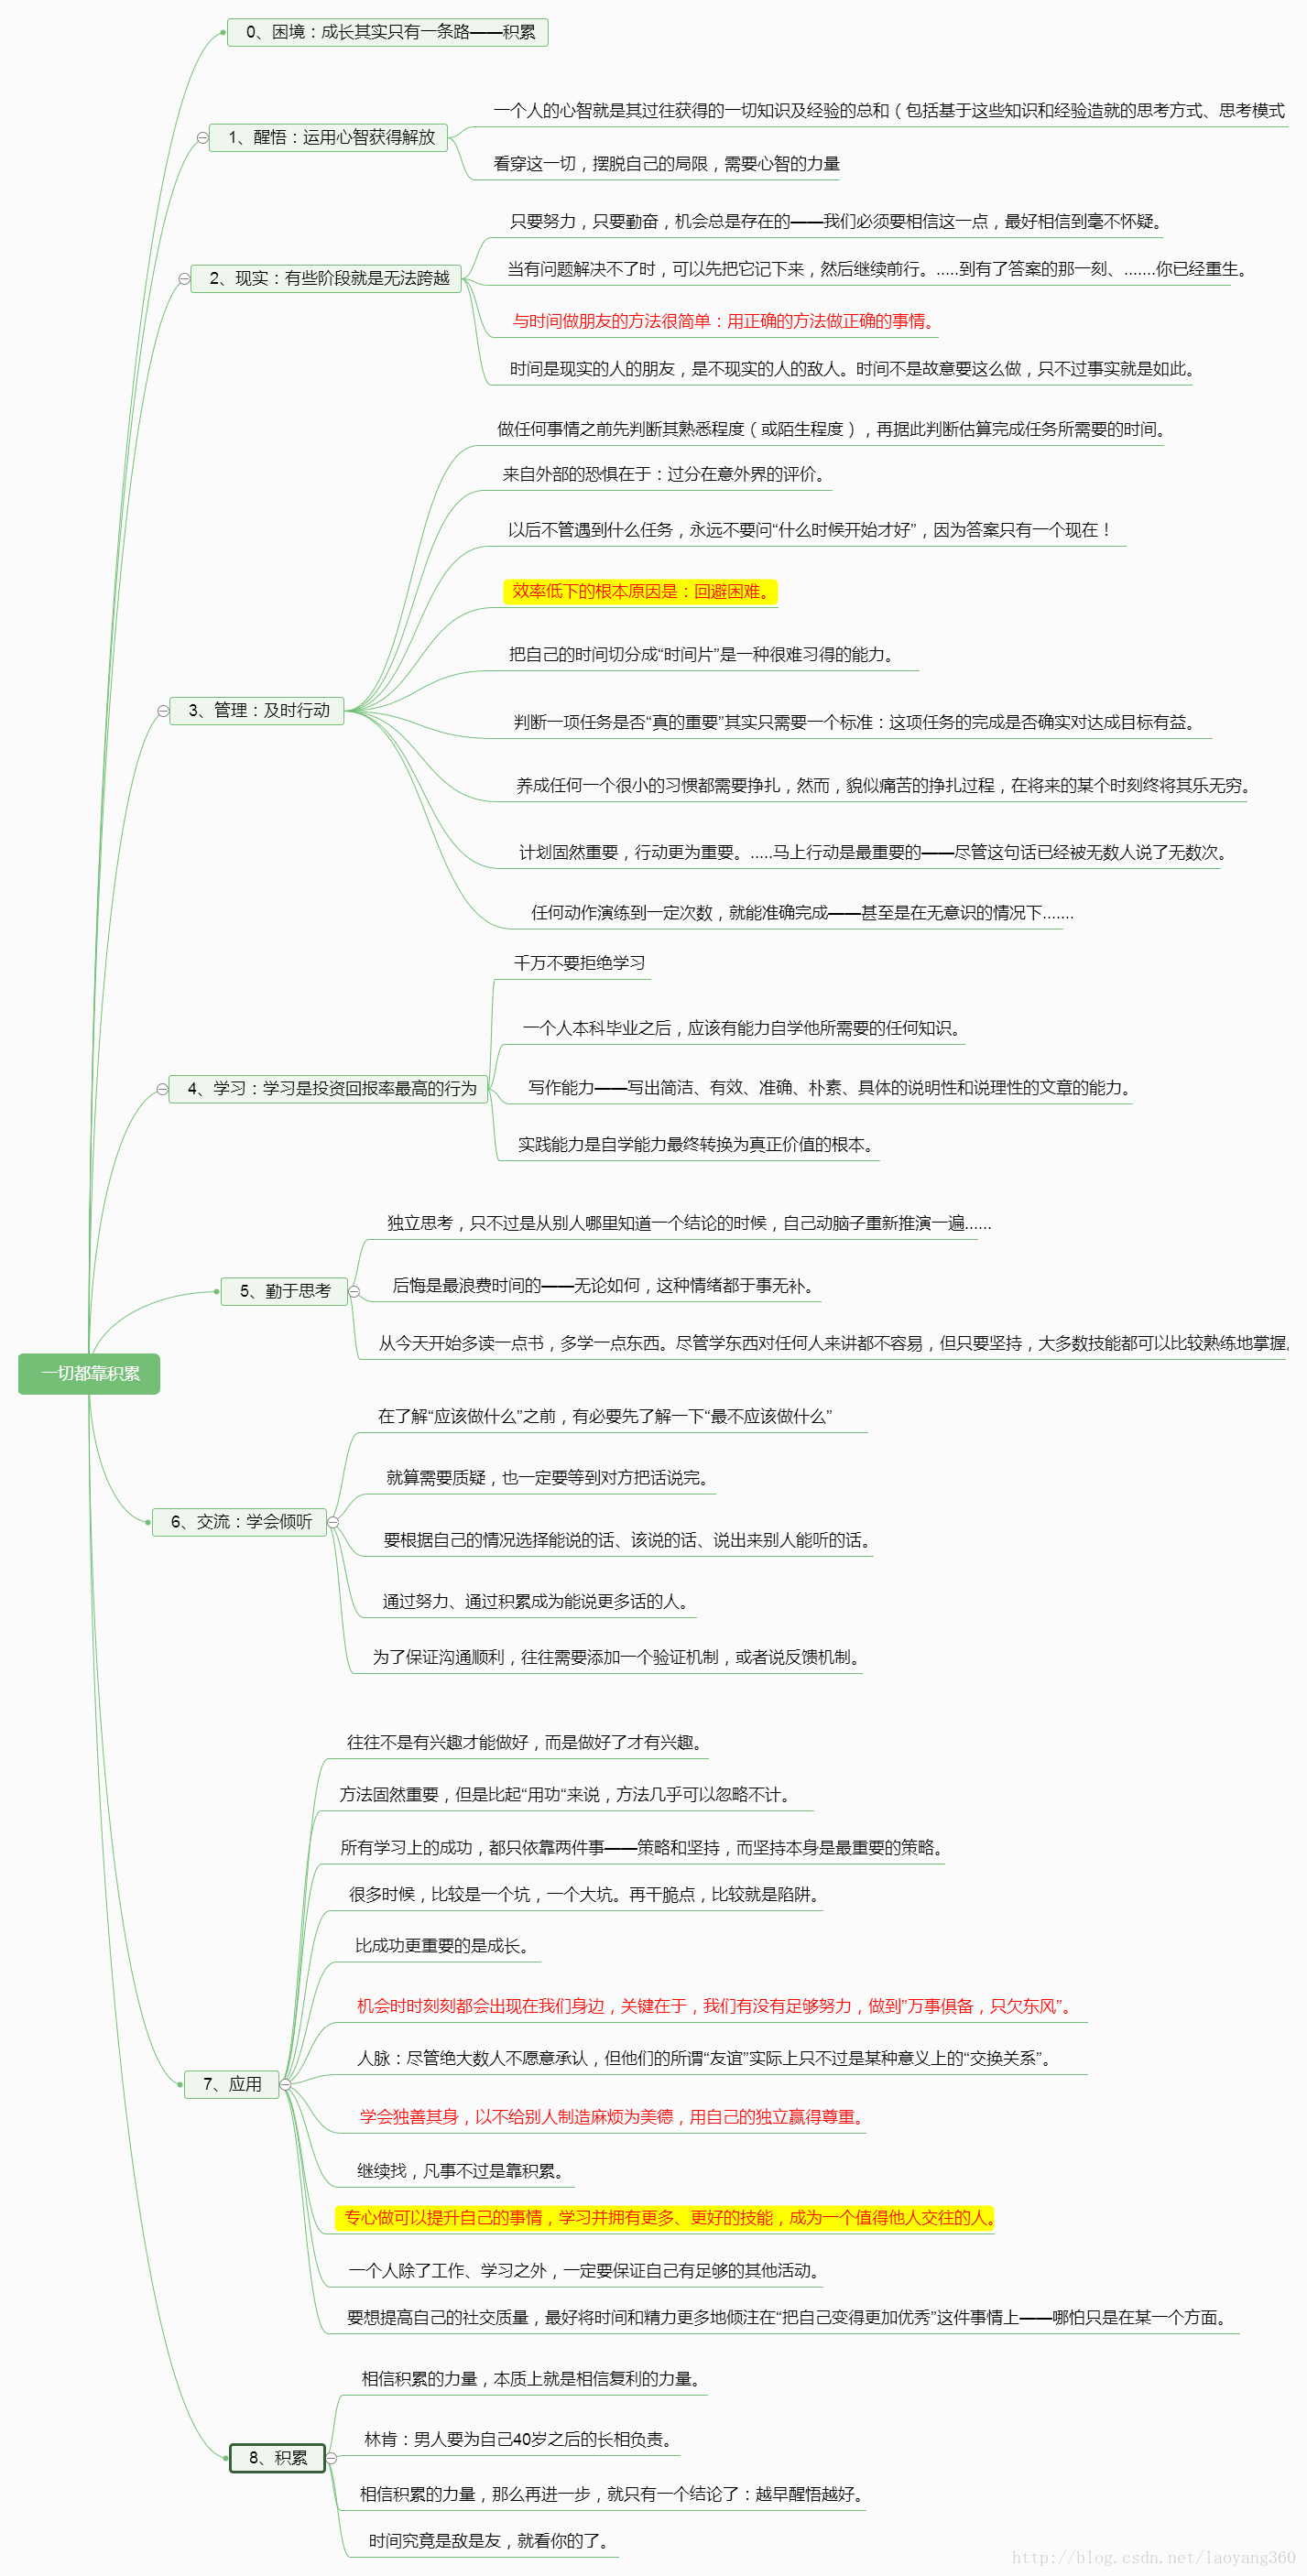 0、困境：成长其实只有一条路——积累
1、醒悟：运用心智获得解放
一个人的心智就是其过往获得的一切知识及经验的总和（包括基于这些知识和经验造就的思考方式、思考模式
看穿这一切，摆脱自己的局限，需要心智的力量
2、现实：有些阶段就是无法跨越
只要努力，只要勤奋，机会总是存在的——我们必须要相信这一点，最好相信到毫不怀疑。
当有问题解决不了时，可以先把它记下来，然后继续前行。.....到有了答案的那一刻、.......你已经重生。
与时间做朋友的方法很简单：用正确的方法做正确的事情。
时间是现实的人的朋友，是不现实的人的敌人。时间不是故意要这么做，只不过事实就是如此。
3、管理：及时行动
做任何事情之前先判断其熟悉程度（或陌生程度），再据此判断估算完成任务所需要的时间。
来自外部的恐惧在于：过分在意外界的评价。
以后不管遇到什么任务，永远不要问“什么时候开始才好”，因为答案只有一个现在！
效率低下的根本原因是：回避困难。
把自己的时间切分成“时间片”是一种很难习得的能力。
判断一项任务是否“真的重要”其实只需要一个标准：这项任务的完成是否确实对达成目标有益。
养成任何一个很小的习惯都需要挣扎，然而，貌似痛苦的挣扎过程，在将来的某个时刻终将其乐无穷。
计划固然重要，行动更为重要。.....马上行动是最重要的——尽管这句话已经被无数人说了无数次。
任何动作演练到一定次数，就能准确完成——甚至是在无意识的情况下.......
4、学习：学习是投资回报率最高的行为
千万不要拒绝学习
一个人本科毕业之后，应该有能力自学他所需要的任何知识。
写作能力——写出简洁、有效、准确、朴素、具体的说明性和说理性的文章的能力。
实践能力是自学能力最终转换为真正价值的根本。
5、勤于思考
独立思考，只不过是从别人哪里知道一个结论的时候，自己动脑子重新推演一遍......
后悔是最浪费时间的——无论如何，这种情绪都于事无补。
从今天开始多读一点书，多学一点东西。尽管学东西对任何人来讲都不容易，但只要坚持，大多数技能都可以比较熟练地掌握。
一切都靠积累
6、交流：学会倾听
在了解“应该做什么”之前，有必要先了解一下“最不应该做什么”
就算需要质疑，也一定要等到对方把话说完。
要根据自己的情况选择能说的话、该说的话、说出来别人能听的话。
通过努力、通过积累成为能说更多话的人。
为了保证沟通顺利，往往需要添加一个验证机制，或者说反馈机制。
7、应用
往往不是有兴趣才能做好，而是做好了才有兴趣。
方法固然重要，但是比起“用功“来说，方法几乎可以忽略不计。
所有学习上的成功，都只依靠两件事——策略和坚持，而坚持本身是最重要的策略。
很多时候，比较是一个坑，一个大坑。再干脆点，比较就是陷阱。
比成功更重要的是成长。
机会时时刻刻都会出现在我们身边，关键在于，我们有没有足够努力，做到”万事俱备，只欠东风”。
人脉：尽管绝大数人不愿意承认，但他们的所谓“友谊”实际上只不过是某种意义上的“交换关系”。
学会独善其身，以不给别人制造麻烦为美德，用自己的独立赢得尊重。
继续找，凡事不过是靠积累。
专心做可以提升自己的事情，学习并拥有更多、更好的技能，成为一个值得他人交往的人。
一个人除了工作、学习之外，一定要保证自己有足够的其他活动。
要想提高自己的社交质量，最好将时间和精力更多地倾注在“把自己变得更加优秀”这件事情上——哪怕只是在某一个方面。
8、积累
相信积累的力量，本质上就是相信复利的力量。
林肯：男人要为自己40岁之后的长相负责。
相信积累的力量，那么再进一步，就只有一个结论了：越早醒悟越好。
时间究竟是敌是友，就看你的了。
http://blog.csdn.net/laoyang360